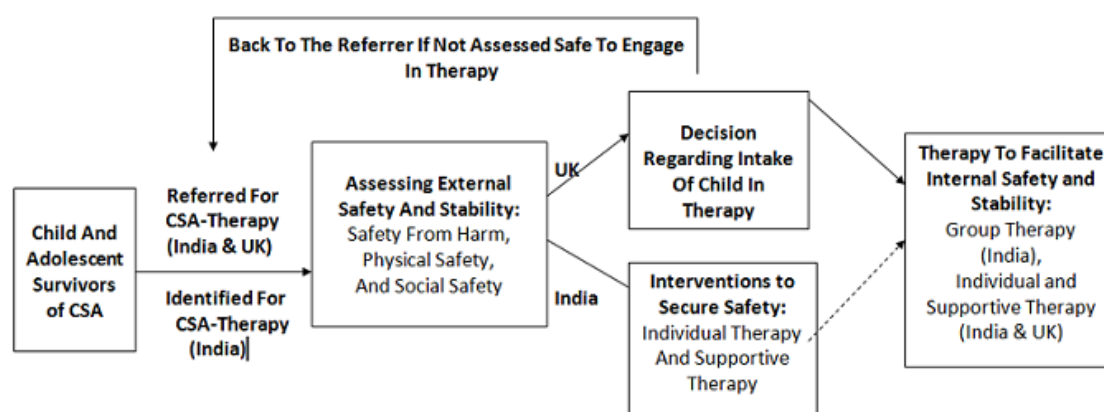 Back To The Referrer If Not Assessed Safe To Engage
In Therapy
Child And
Adolescent
Survivors
of CSA
Referred For
CSA-Therapy
(India & UK)
Identified For
CSA-Therapy
(India)
Assessing External
Safety And Stability:
Safety From Harm,
Physical Safety,
And Social Safety
UK
India
Decision
Regarding Intake
Of Child In
Therapy
Interventions to
Secure Safety:
Individual Therapy
And Supportive
Therapy
Therapy To Facilitate
Internal Safety and
Stability:
Group Therapy
(India),
Individual and
Supportive Therapy
(India & UK)